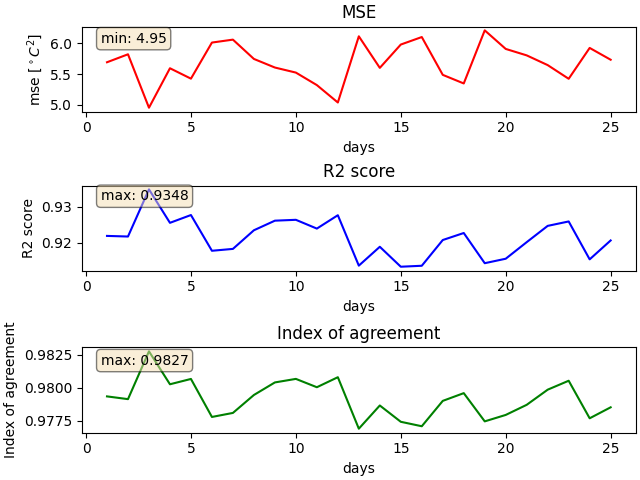 MSE
min: 4.95
mse [$^\circ C^2$]
6.0
5.5
5.0
0 5 10 15 20 25
days
R2 score
max: 0.9348
R2 score
0.93
0.92
0 5 10 15 20 25
days
Index of agreement
max: 0.9827
Index of agreement
0.9825
0.9800
0.9775
0 5 10 15 20 25
days